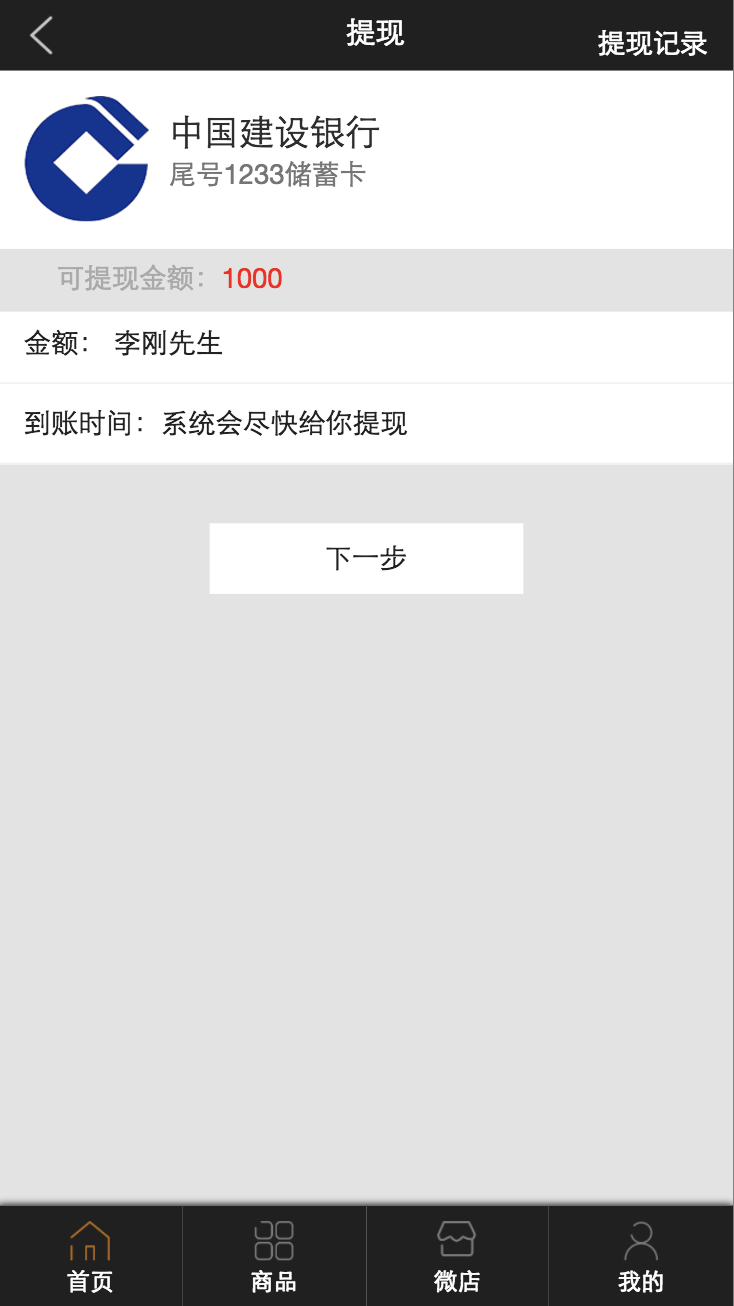 提现
提现记录
中国建设银行
尾号1233储蓄卡
可提现金额：1000
金额： 李刚先生
到账时间：系统会尽快给你提现
下一步
首页 商品 微店 我的